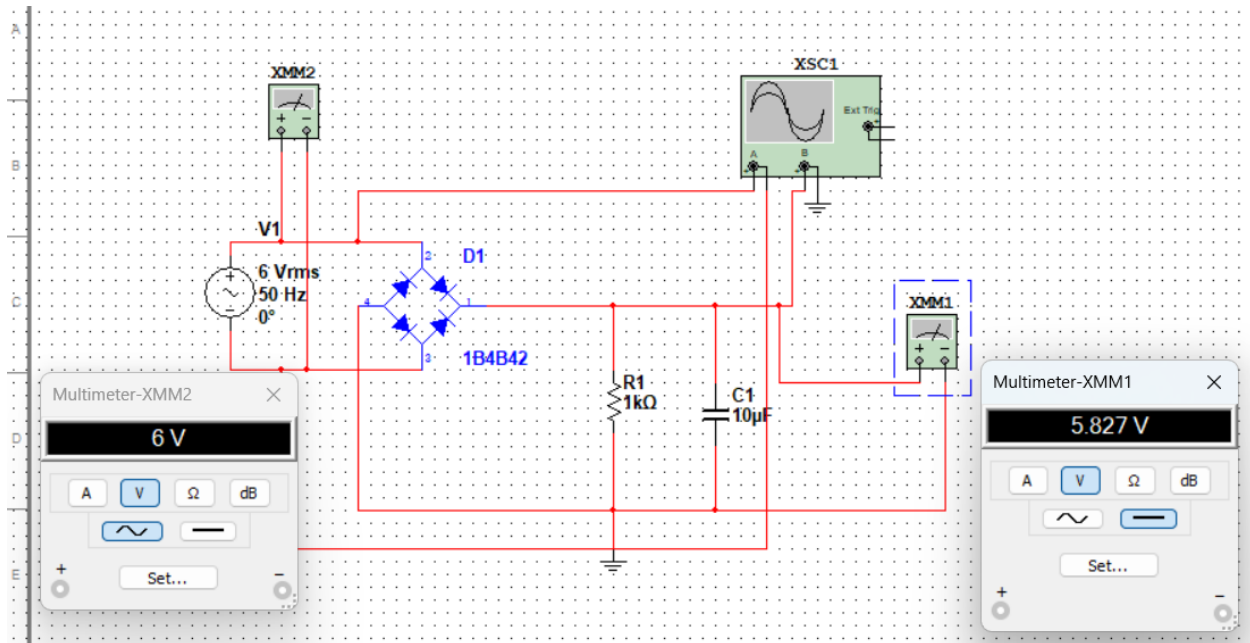 A
B
C
D
E
XMM2
+ −
XSC1
Ext Trig
+
A
B
+
+
V1
+
−
6 Vrms
50 Hz
0°
D1
2
4
1
3
1B4B42
R1
1kΩ
C1
10µF
XMM1
+ −
Multimeter-XMM2
6 V
A V Ω dB
+
Set...
−
Multimeter-XMM1
5.827 V
A V Ω dB
Set...
+
−